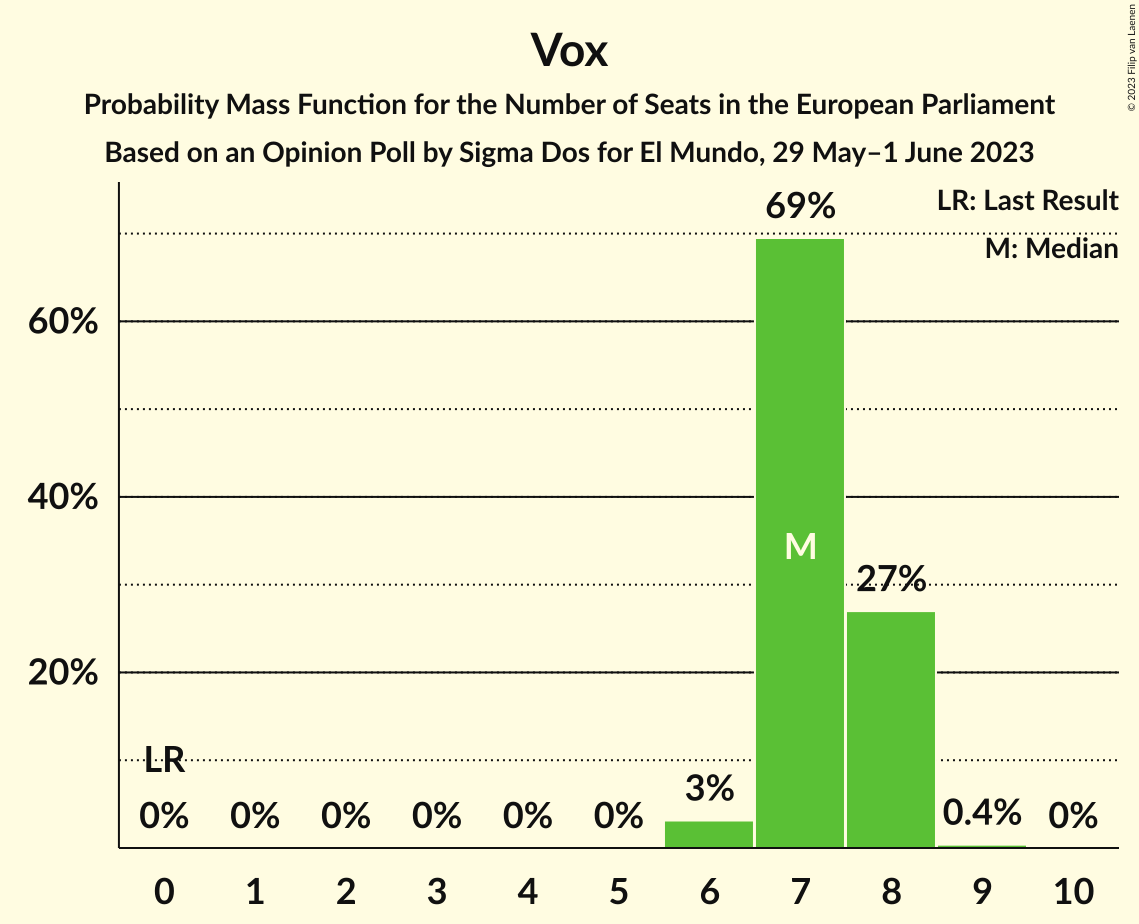 Vox
Probability Mass Function for the Number of Seats in the European Parliament
Based on an Opinion Poll by Sigma Dos for El Mundo, 29 May–1 June 2023
© 2023 Filip van Laenen
LR: Last Result
M: Median
69%
60%
40%
M
27%
20%
LR
0% 0% 0% 0% 0% 0% 3% 0.4% 0%
0 1 2 3 4 5 6 7 8 9 10